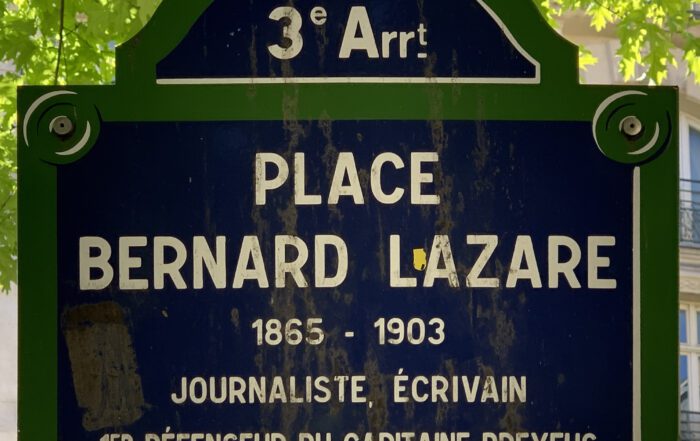 3e Arrt
PLACE
BERNARD LAZARE
1865 - 1903
JOURNALISTE, ÉCRIVAIN
1ER DÉFENSEUR DU CAPITAINE DREYFUS